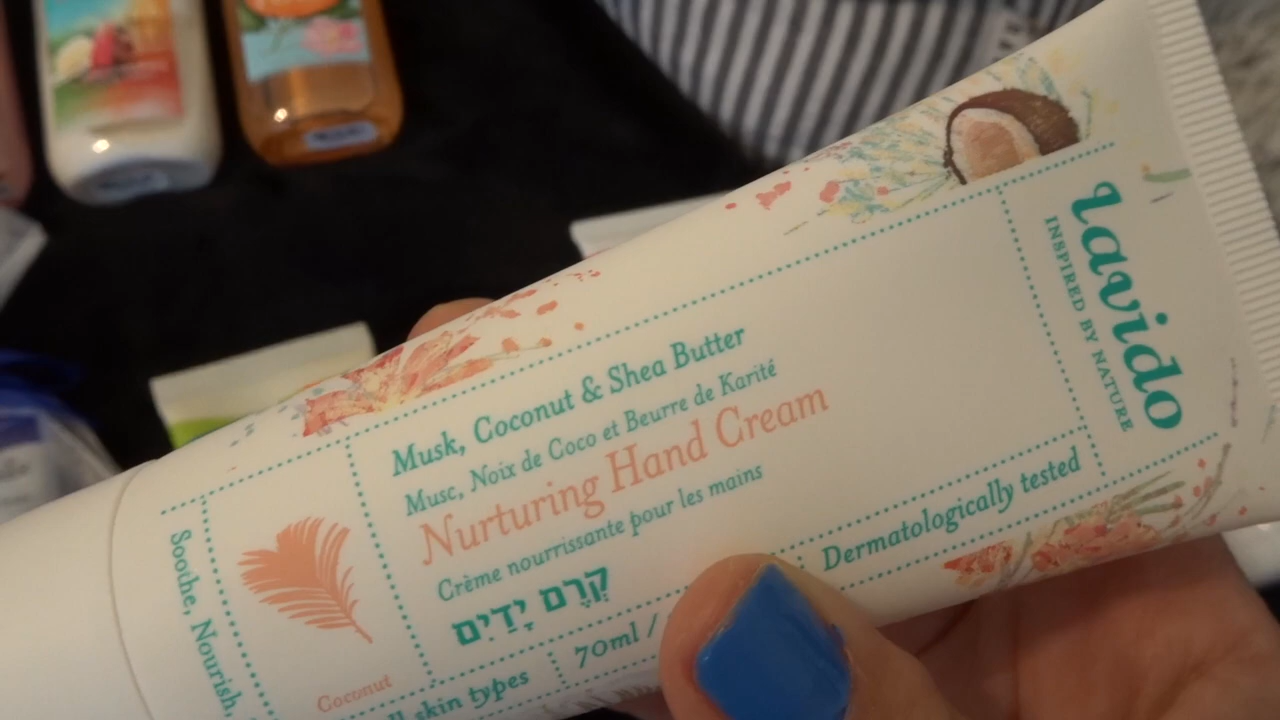 lavido
INSPIRED BY NATURE
Musk, Coconut & Shea Butter
Musc, Noix de Coco et Beurre de Karité
Nurturing Hand Cream
Crème nourrissante pour les mains
קְרֶם יָדַיִם
Dermatologically tested
70ml /
skin types
Coconut
Soothe, Nourish,